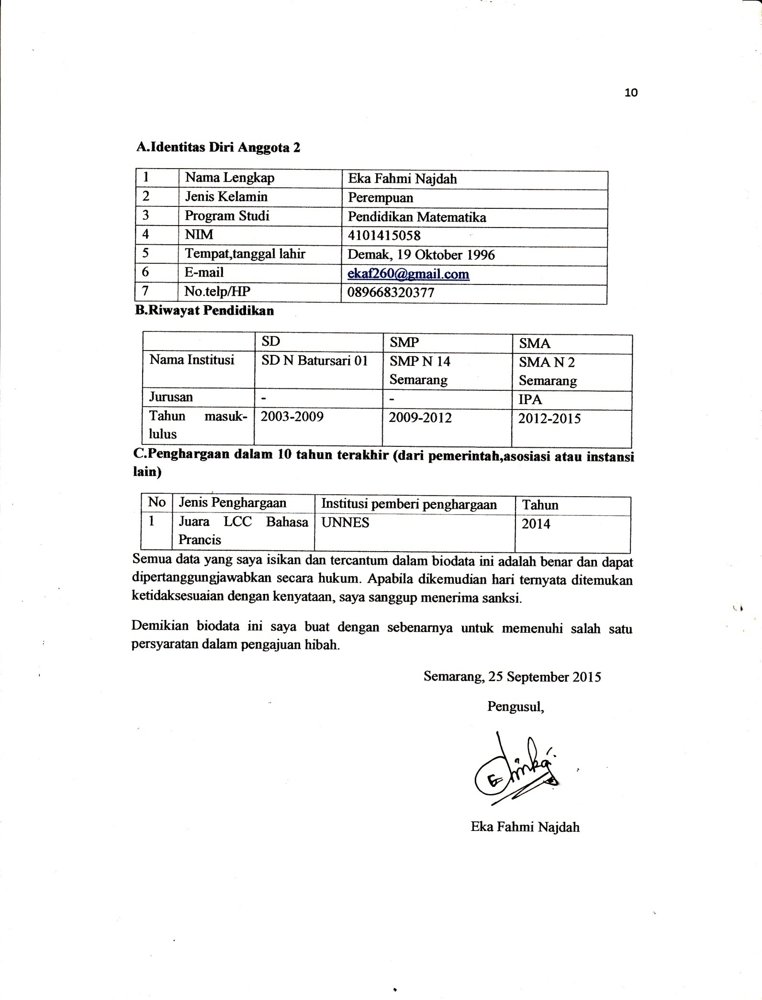 10
A.Identitas Diri Anggota 2
1 Nama Lengkap Eka Fahmi Najdah
2 Jenis Kelamin Perempuan
3 Program Studi Pendidikan Matematika
4 NIM 4101415058
5 Tempat,tanggal lahir Demak, 19 Oktober 1996
6 E-mail ekaf260@gmail.com
7 No.telp/HP 089668320377
B.Riwayat Pendidikan
SD SMP SMA
Nama Institusi SD N Batursari 01 SMP N 14 SMA N 2
Semarang Semarang
Jurusan - - IPA
Tahun masuk- 2003-2009 2009-2012 2012-2015
lulus
C.Penghargaan dalam 10 tahun terakhir (dari pemerintah,asosiasi atau instansi
lain)
No Jenis Penghargaan Institusi pemberi penghargaan Tahun
1 Juara LCC Bahasa UNNES 2014
Prancis
Semua data yang saya isikan dan tercantum dalam biodata ini adalah benar dan dapat
dipertanggungjawabkan secara hukum. Apabila dikemudian hari ternyata ditemukan
ketidaksesuaian dengan kenyataan, saya sanggup menerima sanksi.
Demikian biodata ini saya buat dengan sebenarnya untuk memenuhi salah satu
persyaratan dalam pengajuan hibah.
Semarang, 25 September 2015
Pengusul,
Eka Fahmi Najdah